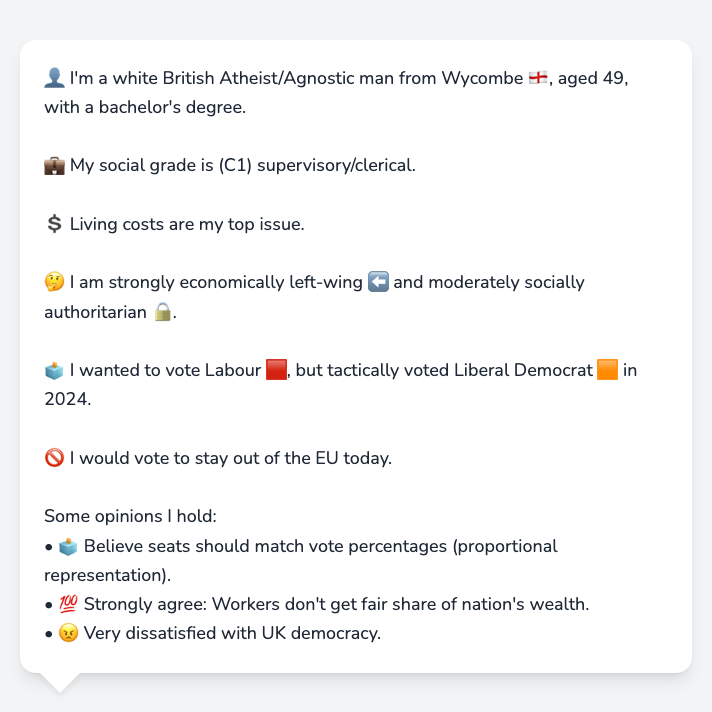 👤 I'm a white British Atheist/Agnostic man from Wycombe 🏴󠁧󠁢󠁥󠁮󠁧󠁿, aged 49,
with a bachelor's degree.
💼 My social grade is (C1) supervisory/clerical.
💲 Living costs are my top issue.
🤔 I am strongly economically left-wing ⬅️ and moderately socially
authoritarian 🔒.
🗳️ I wanted to vote Labour 🟥, but tactically voted Liberal Democrat 🟧 in
2024.
🚫 I would vote to stay out of the EU today.
Some opinions I hold:
• 🗳️ Believe seats should match vote percentages (proportional
representation).
• 💯 Strongly agree: Workers don't get fair share of nation's wealth.
• 😠 Very dissatisfied with UK democracy.